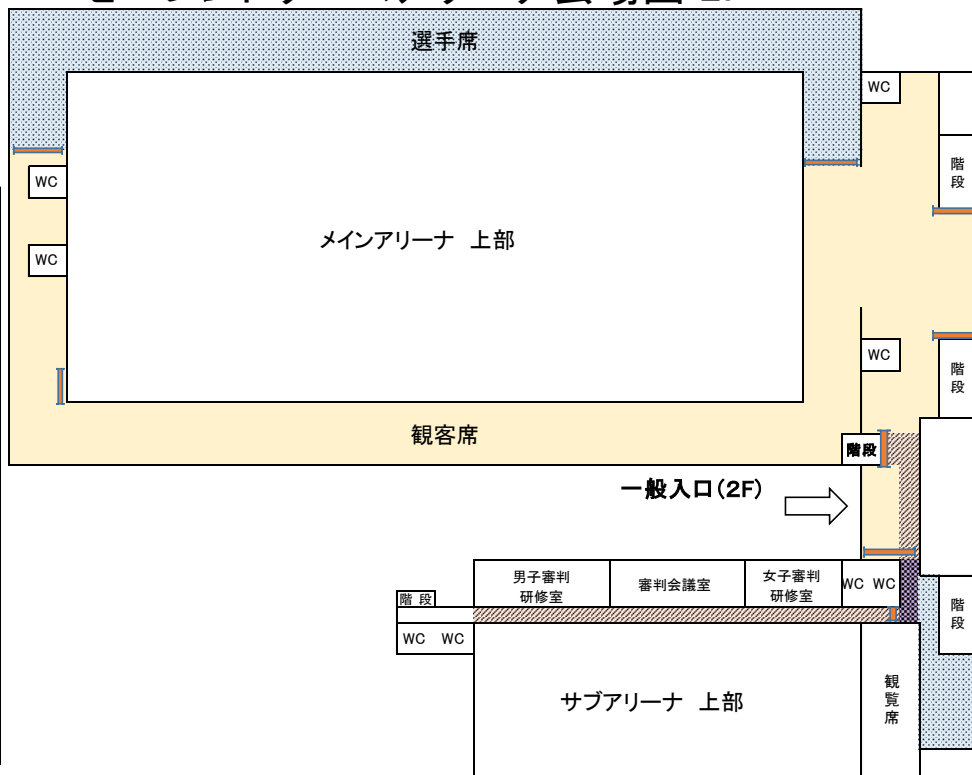 選手席
WC
WC
階段
メインアリーナ 上部
WC
WC
階段
観客席
階段
一般入口(2F)
男子審判
研修室
審判会議室
女子審判
研修室
WC WC
階 段
階段
WC WC
サブアリーナ 上部
観覧席